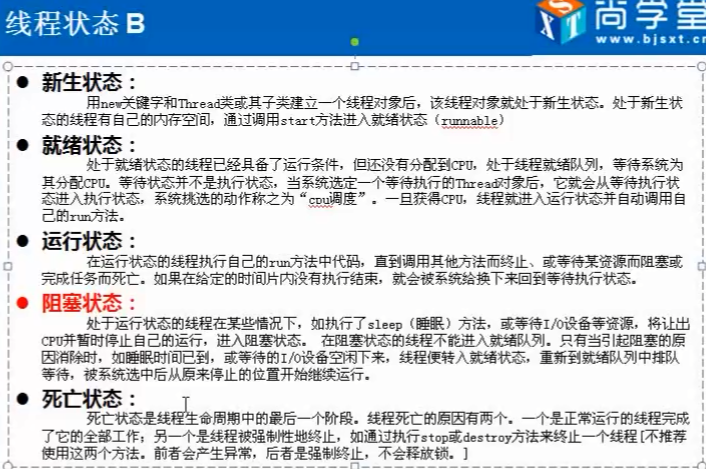 线程状态 B
SXT
尚学堂
www.bjsxt.c
● 新生状态：
用new关键字和Thread类或其子类建立一个线程对象后，该线程对象就处于新生状态。处于新生状
态的线程有自己的内存空间，通过调用start方法进入就绪状态（runnable）
● 就绪状态：
处于就绪状态的线程已经具备了运行条件，但还没有分配到CPU，处于线程就绪队列，等待系统为
其分配CPU。等待状态并不是执行状态，当系统选定一个等待执行的Thread对象后，它就会从等待执行状
态进入执行状态，系统挑选的动作称之为“cpu调度”。一旦获得CPU，线程就进入运行状态并自动调用自
己的run方法。
● 运行状态：
在运行状态的线程执行自己的run方法中代码，直到调用其他方法而终止、或等待某资源而阻塞或
完成任务而死亡。如果在给定的时间片内没有执行结束，就会被系统给换下来回到等待执行状态。
● 阻塞状态：
处于运行状态的线程在某些情况下，如执行了sleep（睡眠）方法，或等待I/O设备等资源，将让出
CPU并暂时停止自己的运行，进入阻塞状态。 在阻塞状态的线程不能进入就绪队列。只有当引起阻塞的原
因消除时，如睡眠时间已到，或等待的I/O设备空闲下来，线程便转入就绪状态，重新到就绪队列中排队
等待，被系统选中后从原来停止的位置开始继续运行。
● 死亡状态：
死亡状态是线程生命周期中的最后一个阶段。线程死亡的原因有两个。一个是正常运行的线程完成
了它的全部工作；另一个是线程被强制性地终止，如通过执行stop或destroy方法来终止一个线程[不推荐
使用这两个方法。前者会产生异常，后者是强制终止，不会释放锁。]